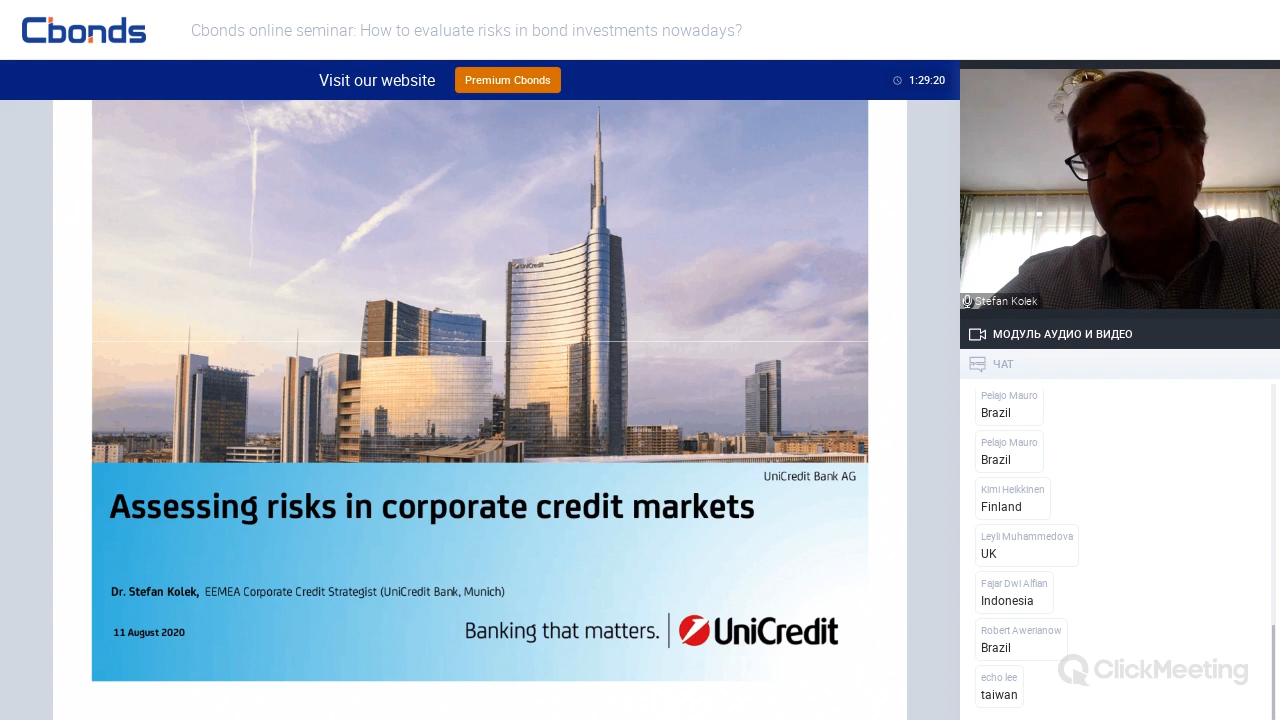 Cbonds
Cbonds online seminar: How to evaluate risks in bond investments nowadays?
Visit our website
Premium Cbonds
1:29:20
UniCredit
UniCredit Bank AG
Assessing risks in corporate credit markets
Dr. Stefan Kolek, EEMEA Corporate Credit Strategist (UniCredit Bank, Munich)
11 August 2020
Banking that matters.
UniCredit
Stefan Kolek
МОДУЛЬ АУДИО И ВИДЕО
ЧАТ
Pelajo Mauro
Brazil
Pelajo Mauro
Brazil
Kimi Heikkinen
Finland
Leyli Muhammedova
UK
Fajar Dwi Alfian
Indonesia
Robert Awerianow
Brazil
echo lee
taiwan
ClickMeeting